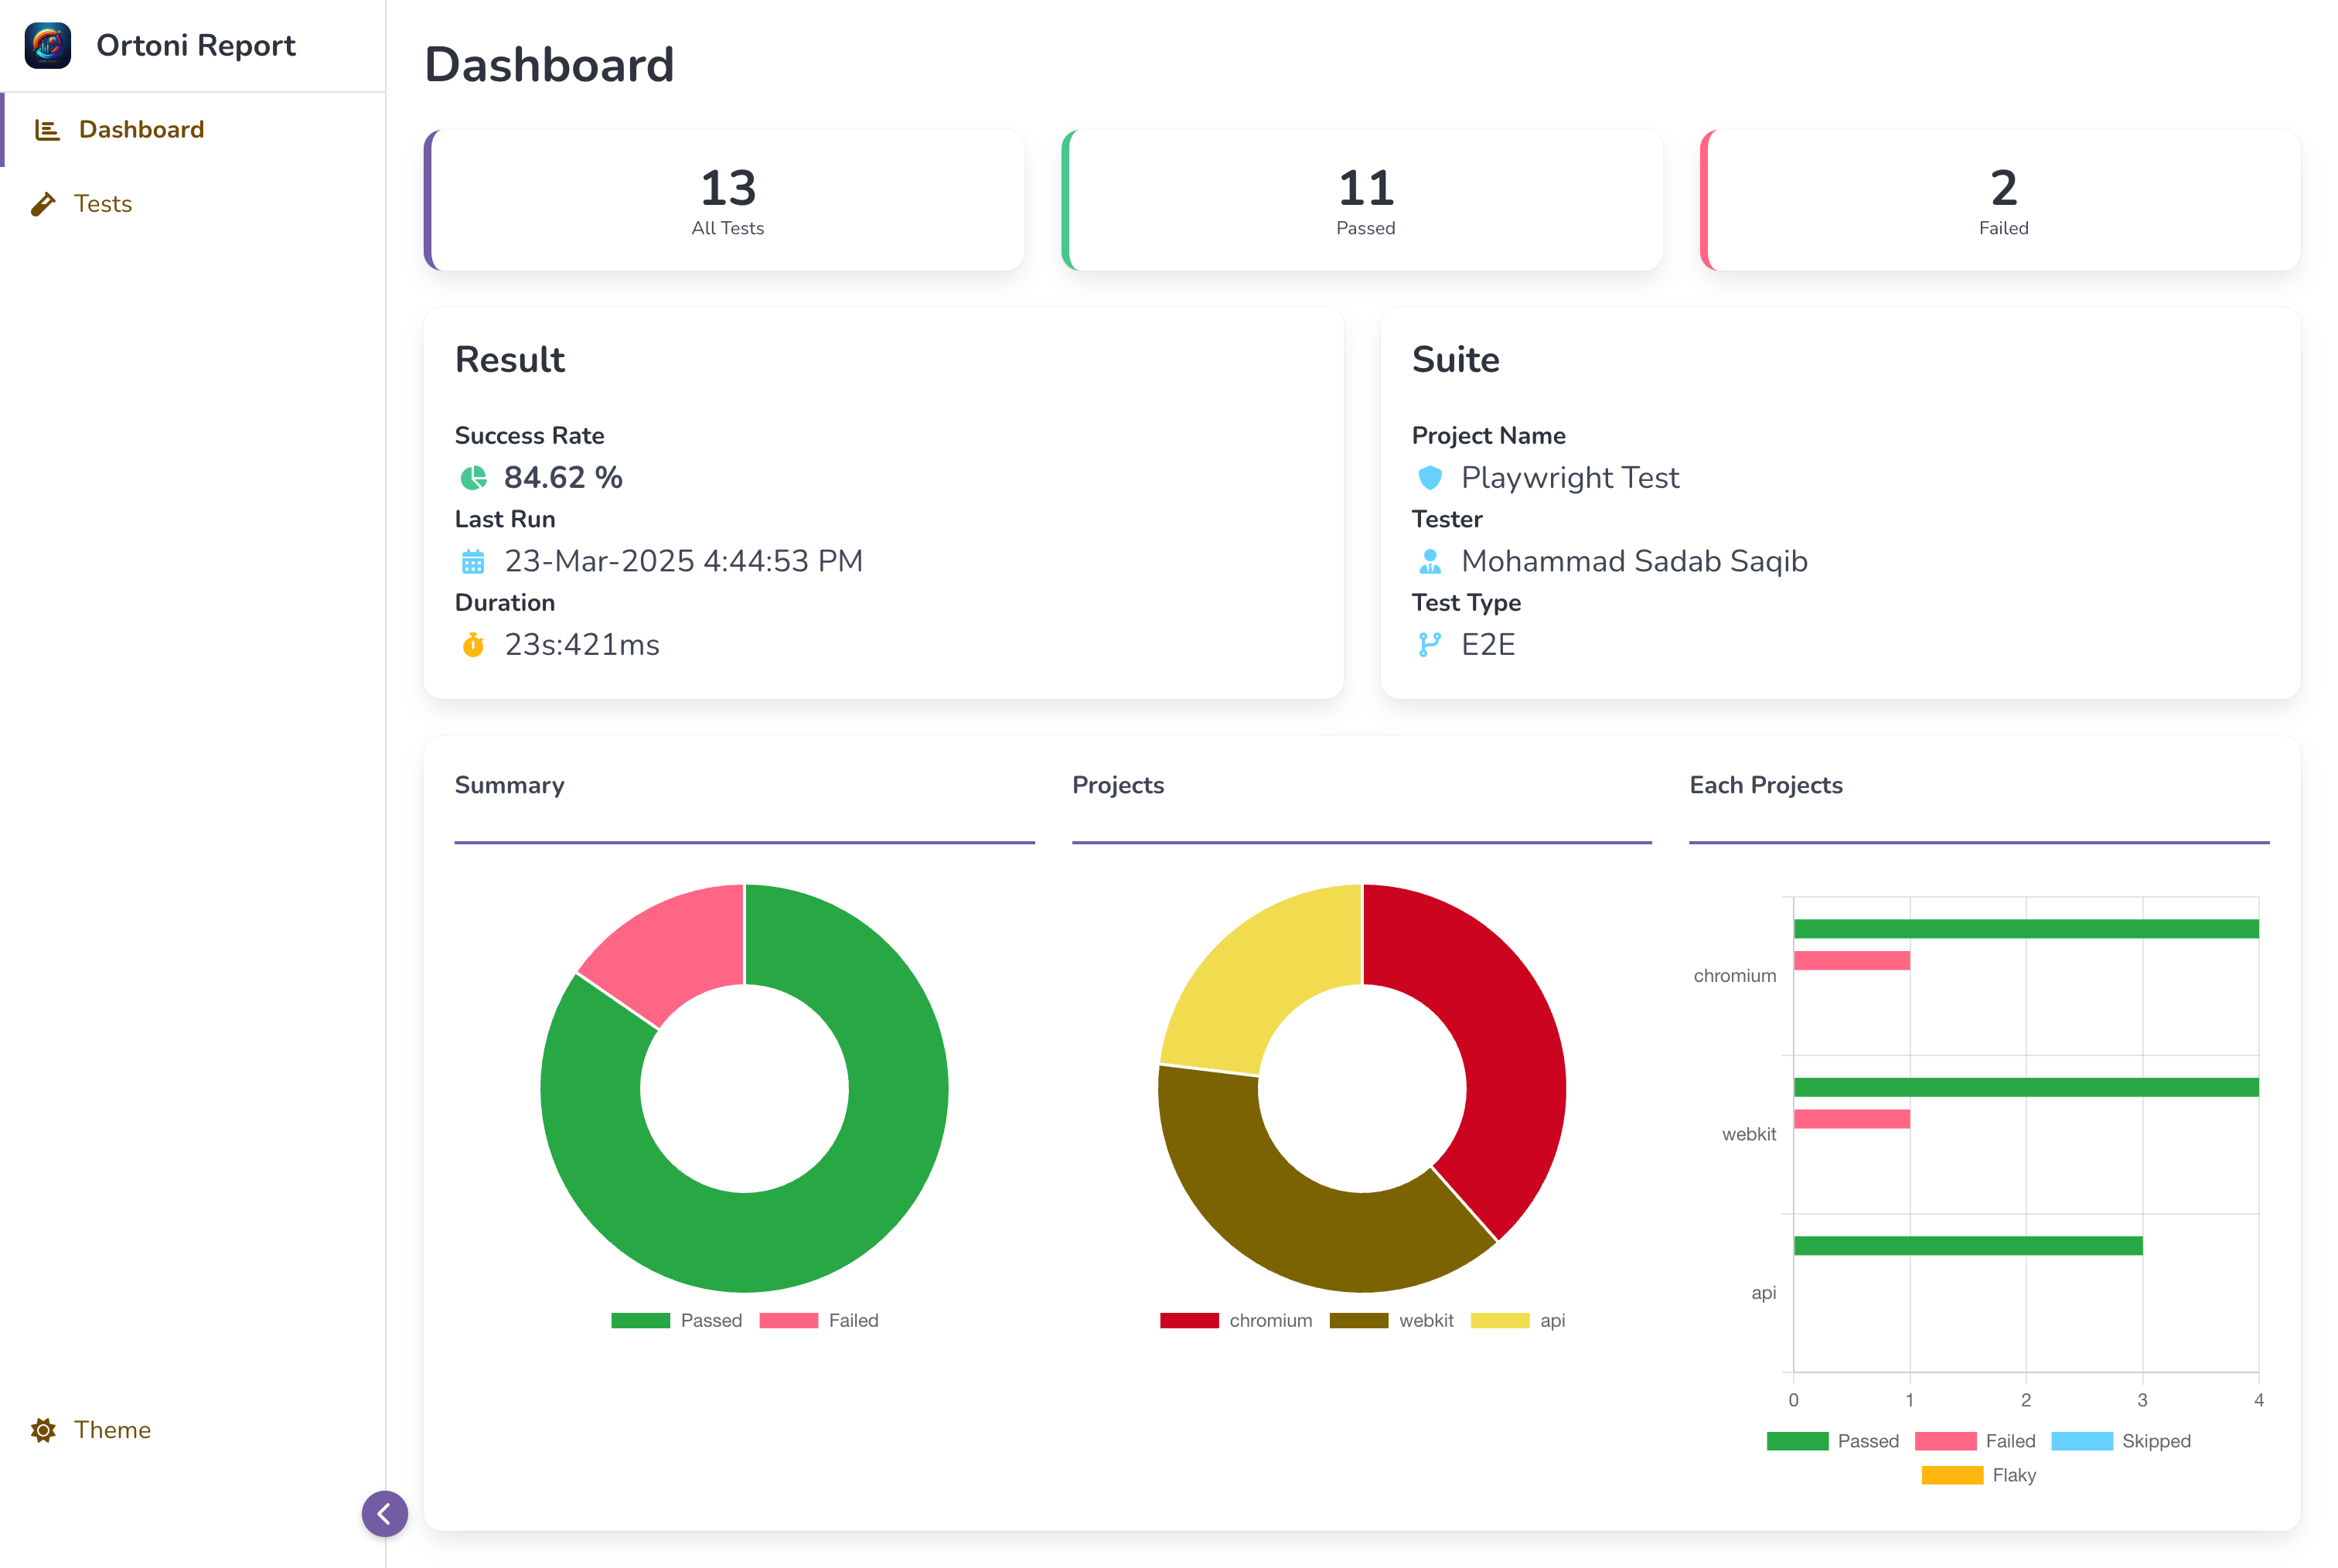 Ortoni Report
Dashboard
Tests
Theme
Dashboard
13
All Tests
11
Passed
2
Failed
Result
Success Rate
84.62 %
Last Run
23-Mar-2025 4:44:53 PM
Duration
23s:421ms
Suite
Project Name
Playwright Test
Tester
Mohammad Sadab Saqib
Test Type
E2E
Summary
Passed Failed
Projects
chromium webkit api
Each Projects
chromium
webkit
api
0 1 2 3 4
Passed Failed Skipped
Flaky